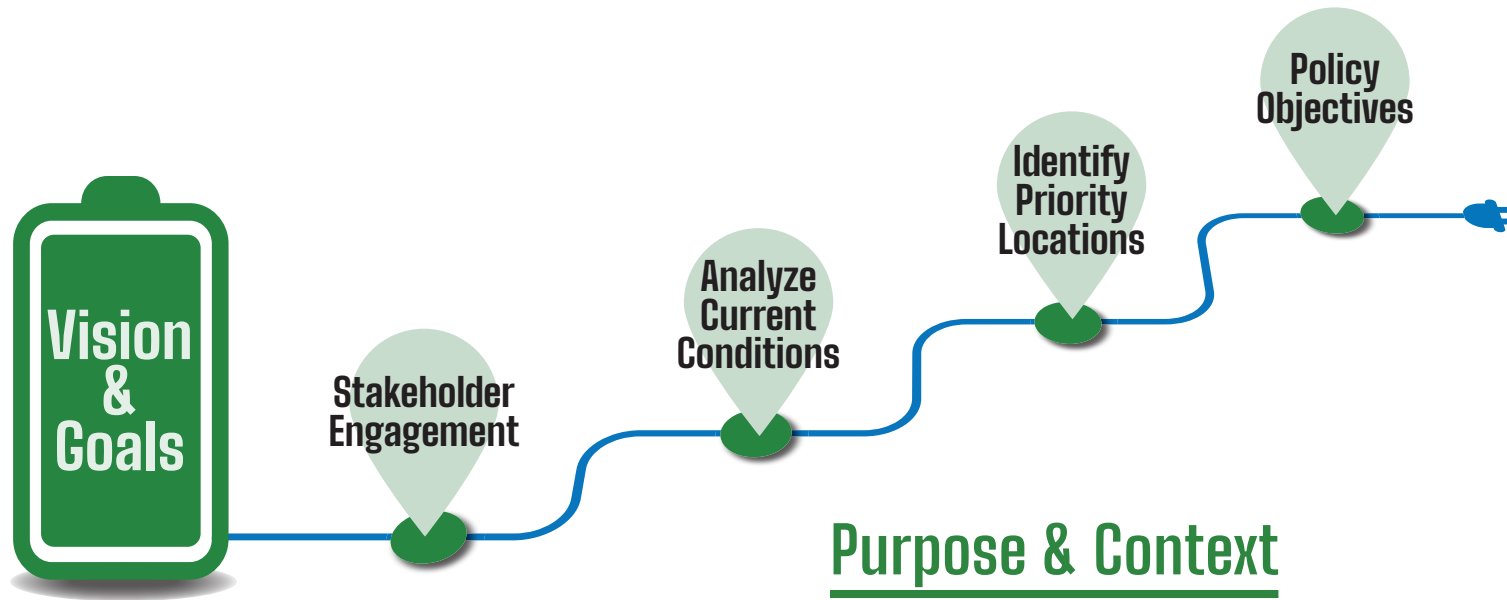 Vision
&
Goals
Stakeholder
Engagement
Analyze
Current
Conditions
Identify
Priority
Locations
Policy
Objectives
Purpose & Context